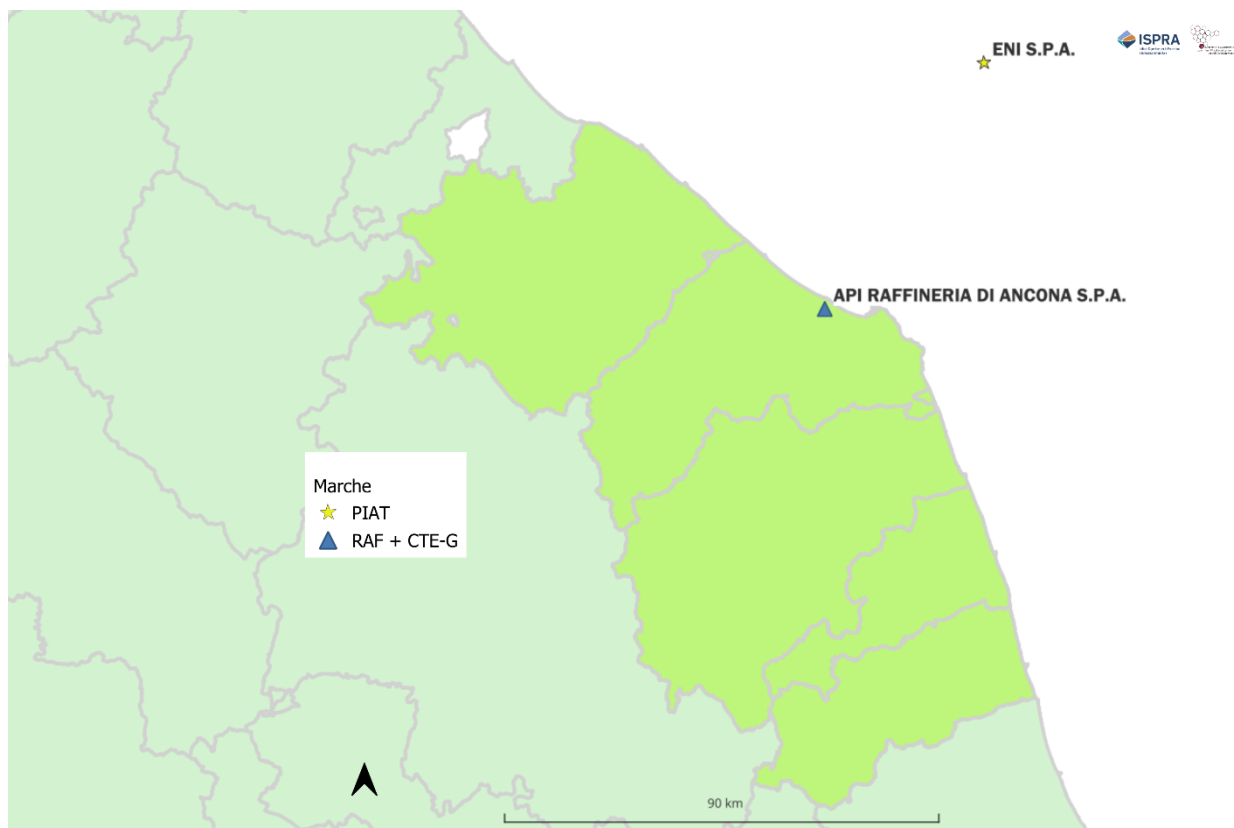 ENI S.P.A.
ISPRA
API RAFFINERIA DI ANCONA S.P.A.
Marche
PIAT
RAF + CTE-G
90 km